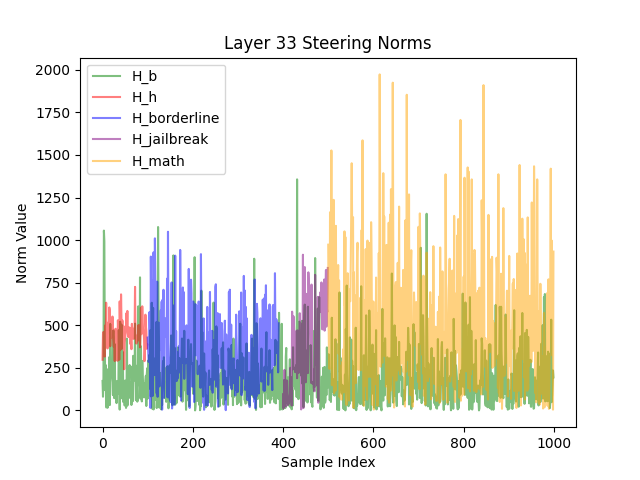 Layer 33 Steering Norms
H_b
H_h
H_borderline
H_jailbreak
H_math
Norm Value
2000
1750
1500
1250
1000
750
500
250
0
0 200 400 600 800 1000
Sample Index